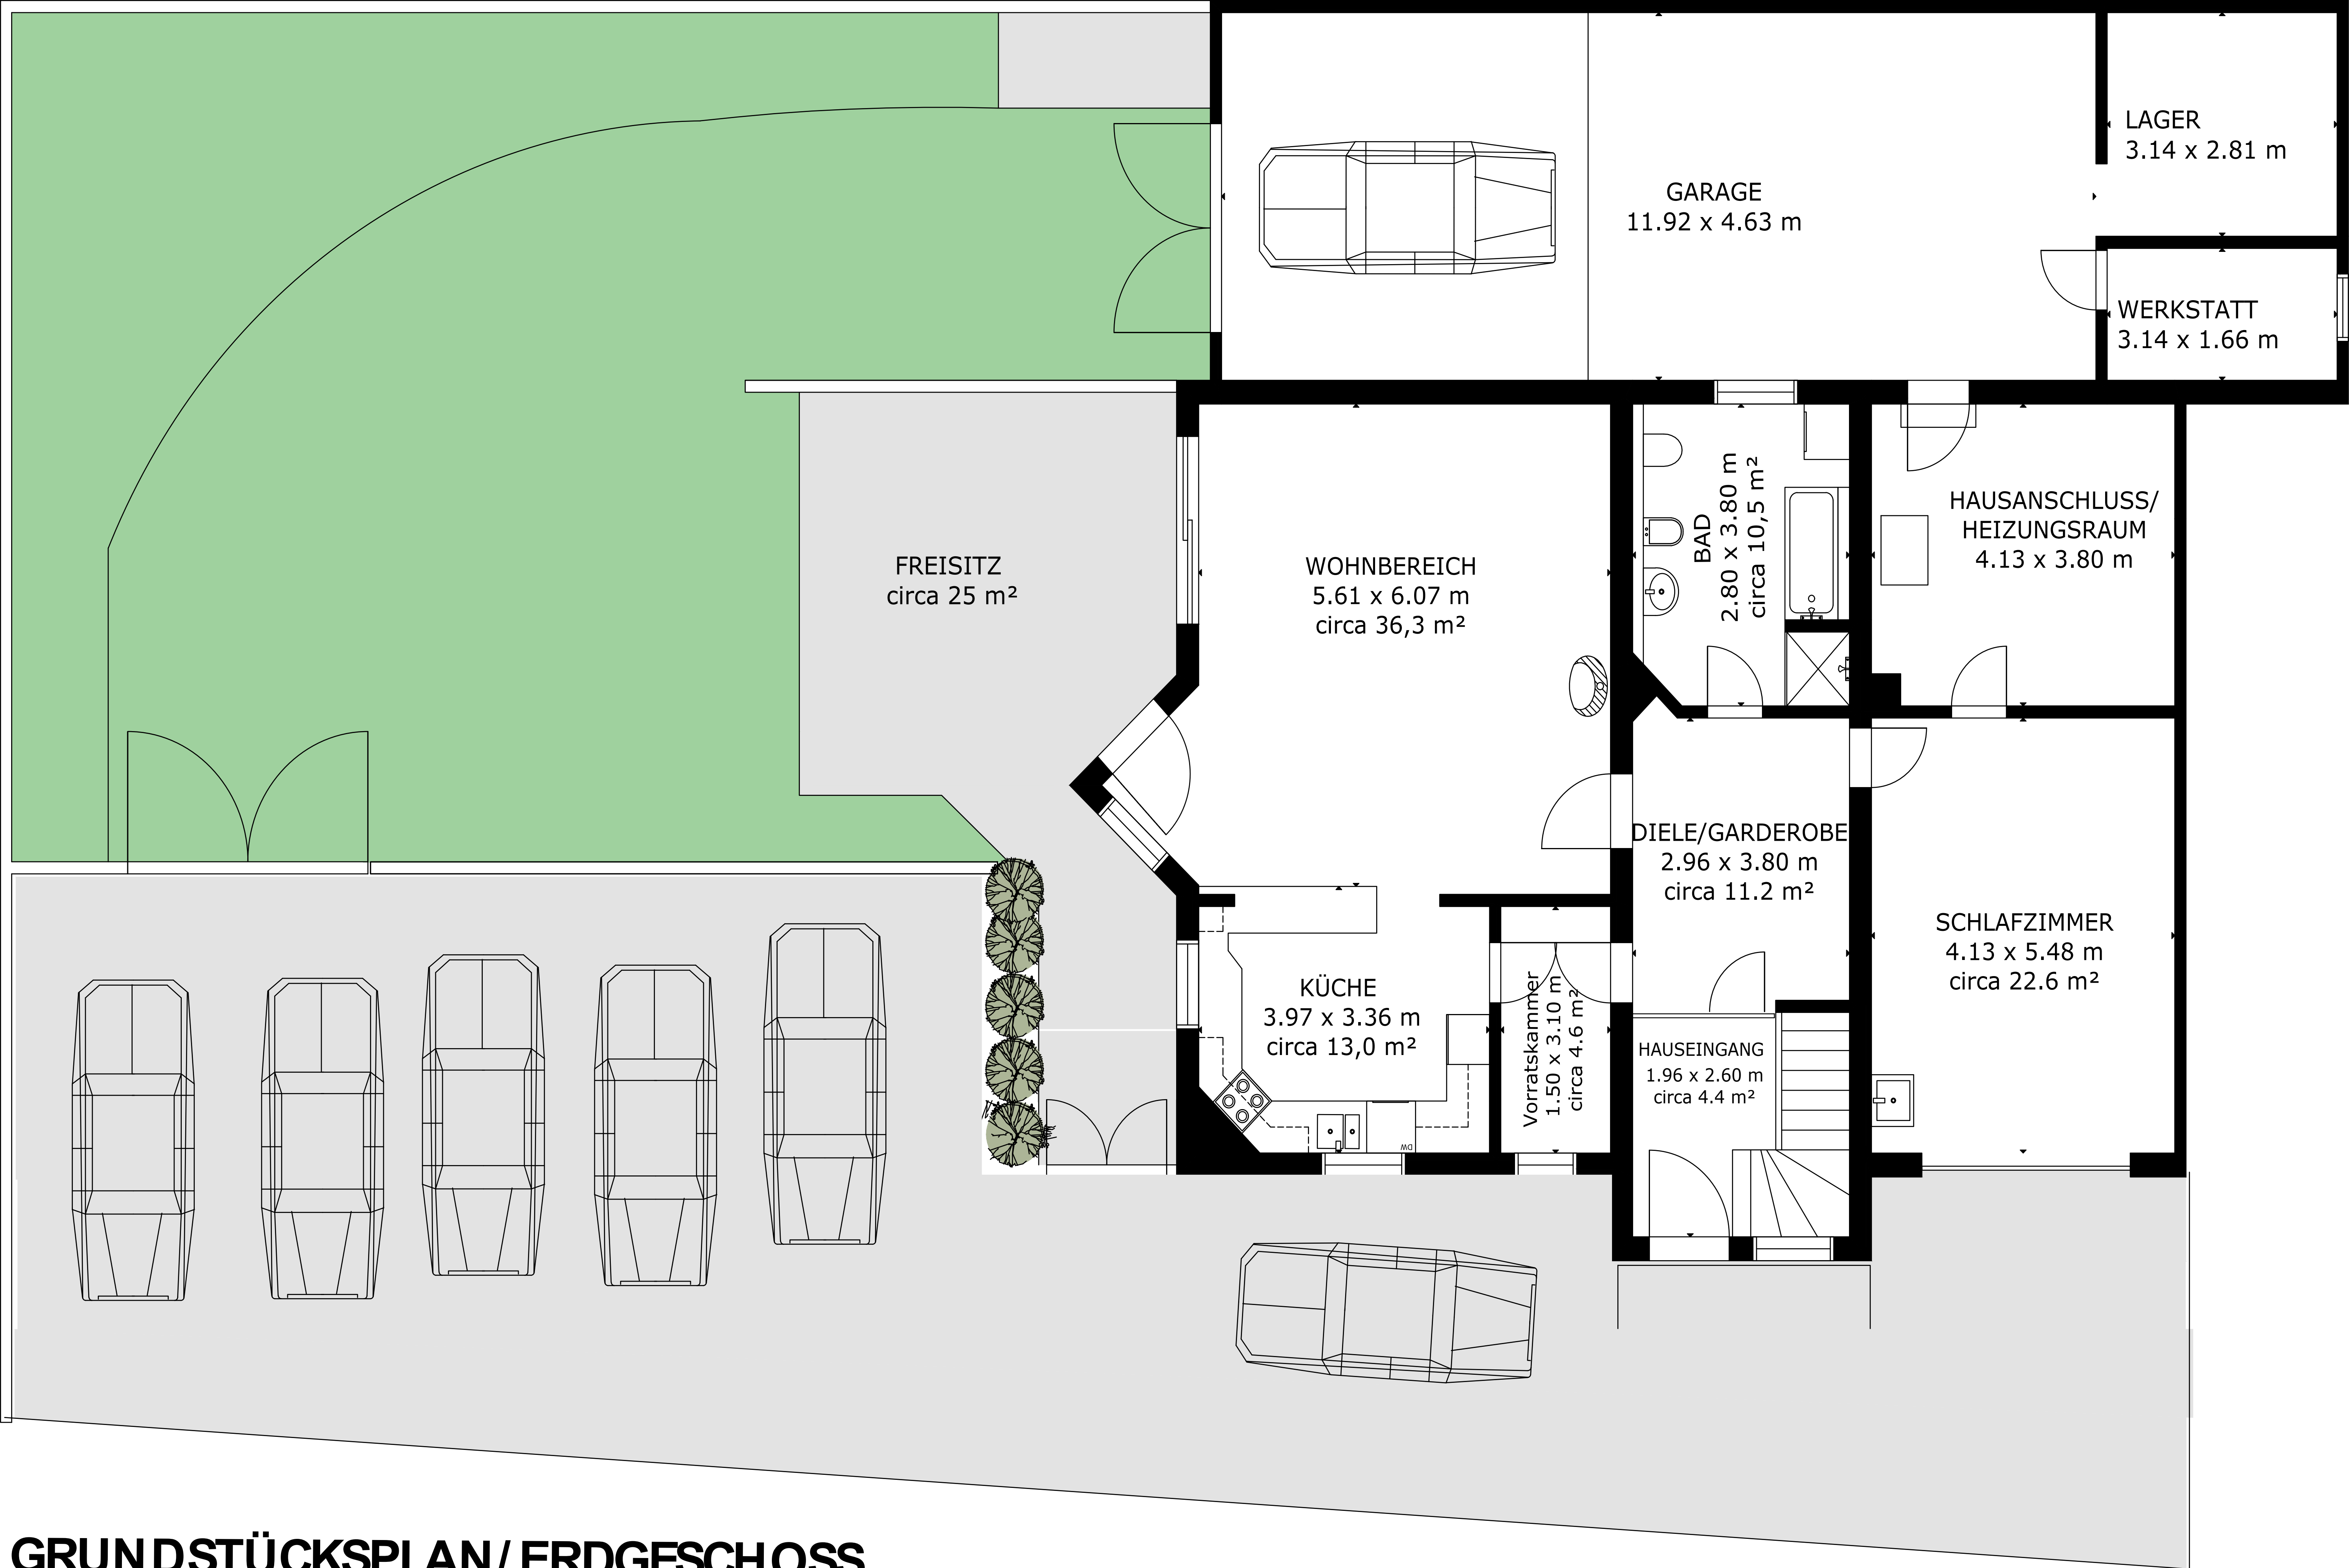 LAGER
3.14 x 2.81 m
GARAGE
11.92 x 4.63 m
WERKSTATT
3.14 x 1.66 m
BAD
2.80 x 3.80 m
circa 10,5 m²
HAUSANSCHLUSS/
HEIZUNGSRAUM
4.13 x 3.80 m
FREISITZ
circa 25 m²
WOHNBEREICH
5.61 x 6.07 m
circa 36,3 m²
DIELE/GARDEROBE
2.96 x 3.80 m
circa 11.2 m²
SCHLAFZIMMER
4.13 x 5.48 m
circa 22.6 m²
KÜCHE
3.97 x 3.36 m
circa 13,0 m²
Vorratskammer
1.50 x 3.10 m
circa 4.6 m²
HAUSEINGANG
1.96 x 2.60 m
circa 4.4 m²
DW
GRUNDSTÜCKSPLAN/ ERDGESCHOSS